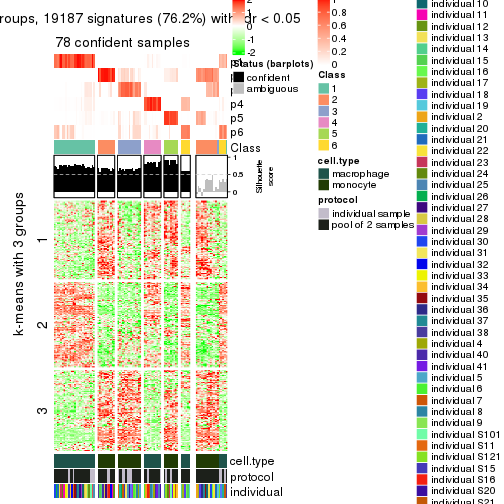 roups, 19187 signatures (76.2%) with fdr < 0.05
78 confident samples
p4
p5
p6
Class
1
0.5
0
Silhouette
score
k-means with 3 groups
1
2
3
cell.type
protocol
individual
2
1
0
-1
-2
Status (barplots)
confident
ambiguous
0.8
0.6
0.4
0.2
0
Class
1
2
3
4
5
6
cell.type
macrophage
monocyte
protocol
individual sample
pool of 2 samples
individual 10
individual 11
individual 12
individual 13
individual 14
individual 15
individual 16
individual 17
individual 18
individual 19
individual 2
individual 20
individual 21
individual 22
individual 23
individual 24
individual 25
individual 26
individual 27
individual 28
individual 29
individual 30
individual 31
individual 32
individual 33
individual 34
individual 35
individual 36
individual 37
individual 38
individual 4
individual 40
individual 41
individual 5
individual 6
individual 7
individual 8
individual 9
individual S101
individual S11
individual S121
individual S15
individual S16
individual S20
individual S21